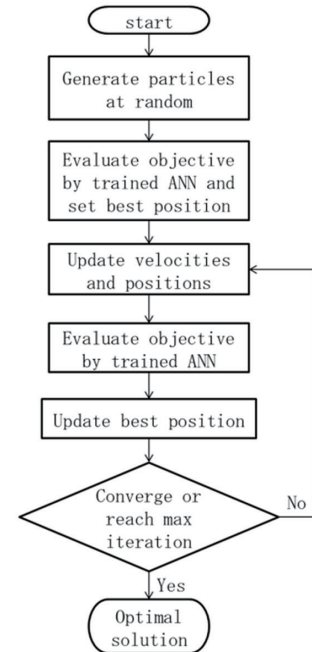 start
Generate particles
at random
Evaluate objective
by trained ANN and
set best position
Update velocities
and positions
Evaluate objective
by trained ANN
Update best position
Converge or
reach max
iteration
No
Yes
Optimal
solution